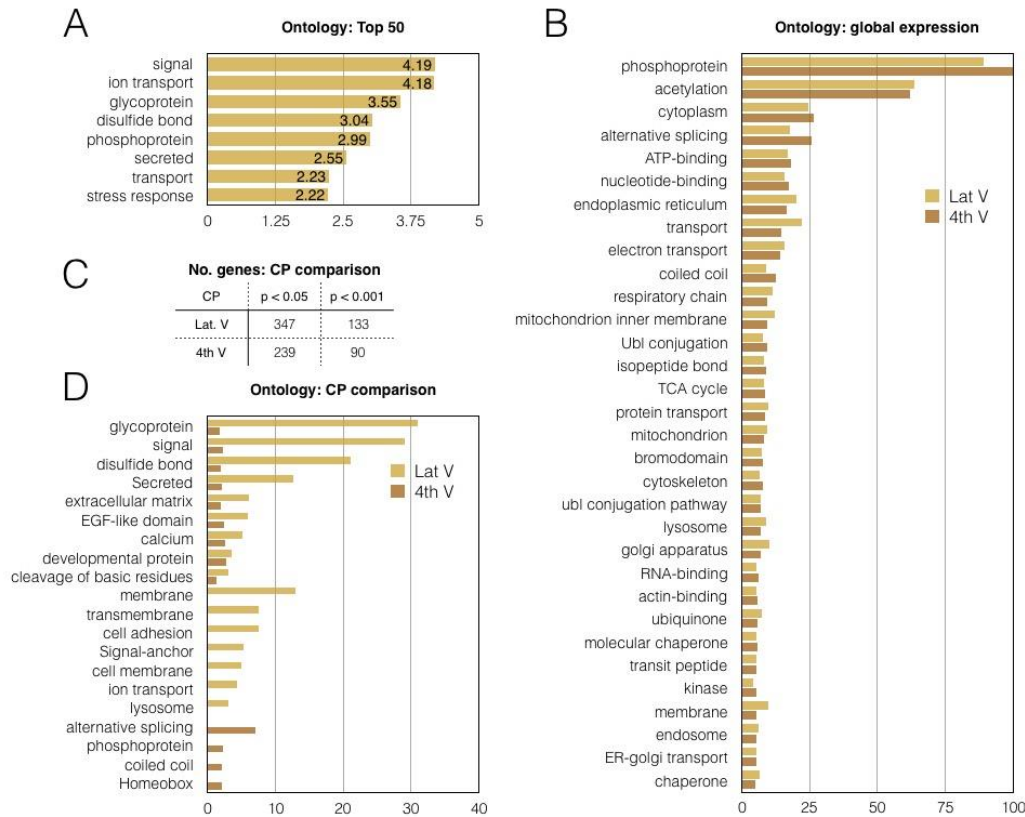 A
Ontology: Top 50
signal 4.19
ion transport 4.18
glycoprotein 3.55
disulfide bond 3.04
phosphoprotein 2.99
secreted 2.55
transport 2.23
stress response 2.22
0 1.25 2.5 3.75 5
C
No. genes: CP comparison
CP p < 0.05 p < 0.001
Lat. V 347 133
4th V 239 90
D
Ontology: CP comparison
glycoprotein
signal
disulfide bond
Secreted
extracellular matrix
EGF-like domain
calcium
developmental protein
cleavage of basic residues
membrane
transmembrane
cell adhesion
Signal-anchor
cell membrane
ion transport
lysosome
alternative splicing
phosphoprotein
coiled coil
Homeobox
Lat V
4th V
0 10 20 30 40
B
Ontology: global expression
phosphoprotein
acetylation
cytoplasm
alternative splicing
ATP-binding
nucleotide-binding
endoplasmic reticulum
transport
electron transport
coiled coil
respiratory chain
mitochondrion inner membrane
Ubl conjugation
isopeptide bond
TCA cycle
protein transport
mitochondrion
bromodomain
cytoskeleton
ubl conjugation pathway
lysosome
golgi apparatus
RNA-binding
actin-binding
ubiquinone
molecular chaperone
transit peptide
kinase
membrane
endosome
ER-golgi transport
chaperone
Lat V
4th V
0 25 50 75 100